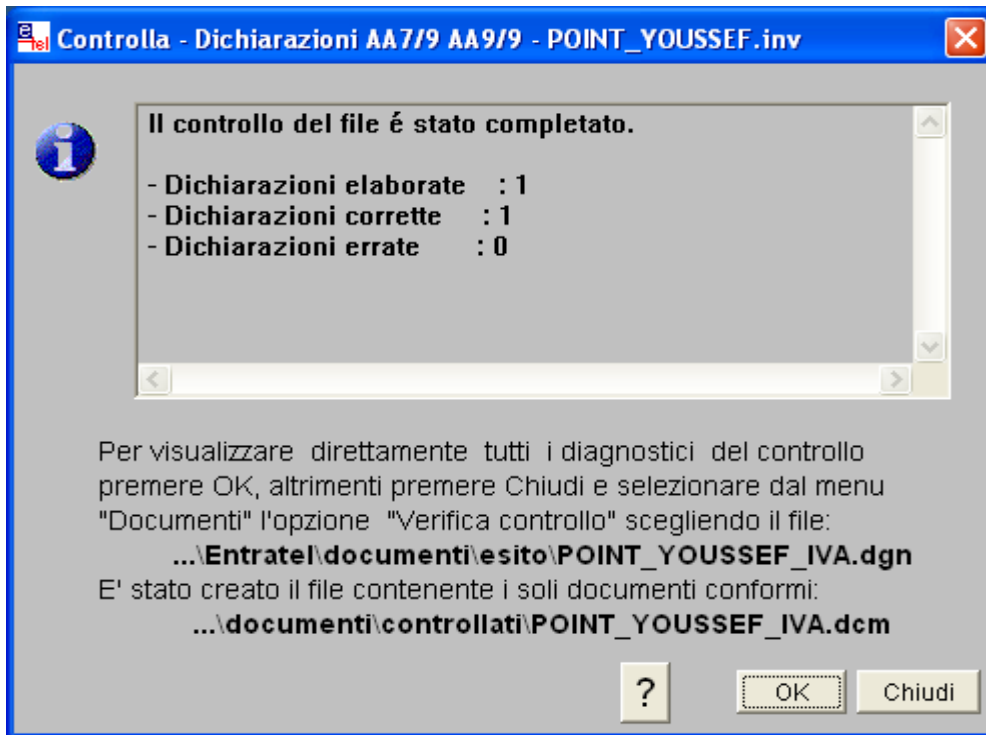 e tel Controlla - Dichiarazioni AA7/9 AA9/9 - POINT_YOUSSEF.inv
Il controllo del file é stato completato.
- Dichiarazioni elaborate : 1
- Dichiarazioni corrette : 1
- Dichiarazioni errate : 0
Per visualizzare direttamente tutti i diagnostici del controllo
premere OK, altrimenti premere Chiudi e selezionare dal menu
"Documenti" l'opzione "Verifica controllo" scegliendo il file:
...\Entratel\documenti\esito\POINT_YOUSSEF_IVA.dgn
E' stato creato il file contenente i soli documenti conformi:
...\documenti\controllati\POINT_YOUSSEF_IVA.dcm
? OK Chiudi